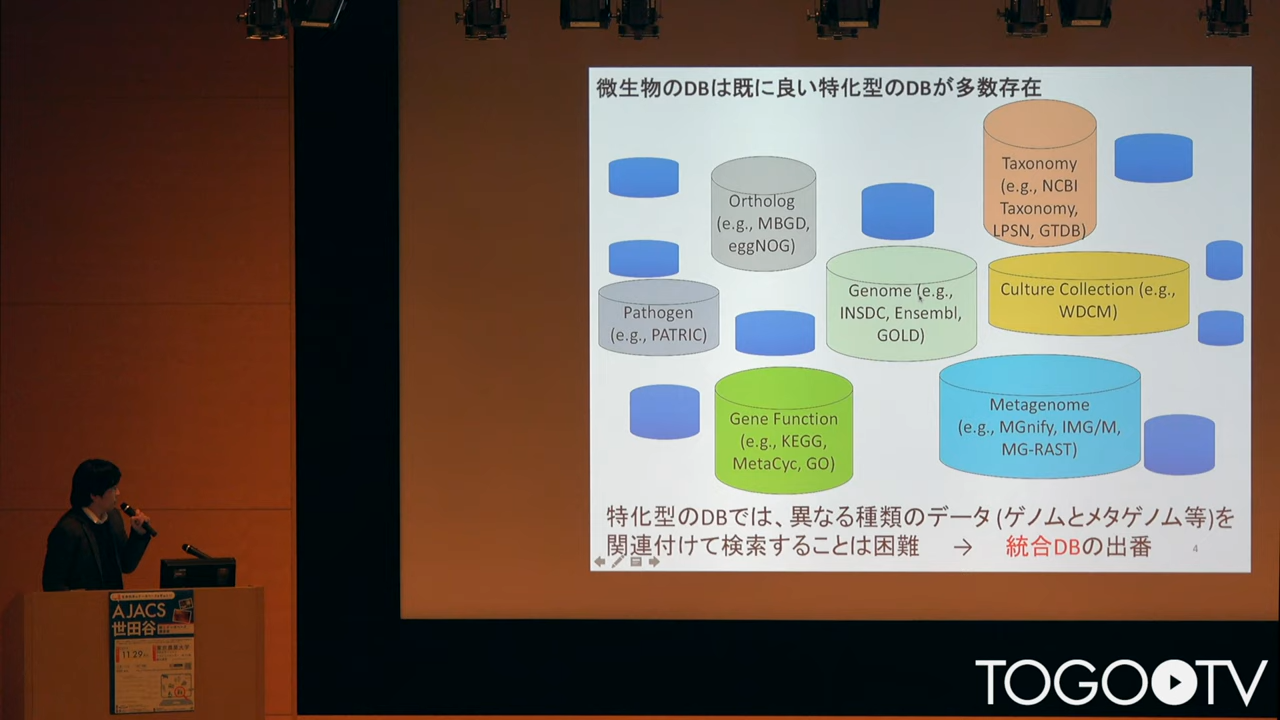 微生物のDBは既に良い特化型のDBが多数存在
Ortholog
(e.g., MBGD,
eggNOG)
Taxonomy
(e.g., NCBI
Taxonomy,
LPSN, GTDB)
Pathogen
(e.g., PATRIC)
Genome (e.g.,
INSDC, Ensembl,
GOLD)
Culture Collection (e.g.,
WDCM)
Gene Function
(e.g., KEGG,
MetaCyc, GO)
Metagenome
(e.g., MGnify, IMG/M,
MG-RAST)
特化型のDBでは、異なる種類のデータ(ゲノムとメタゲノム等)を
関連付けて検索することは困難 → 統合DBの出番
4
AJACS
世田谷
11.29
TOGO TV